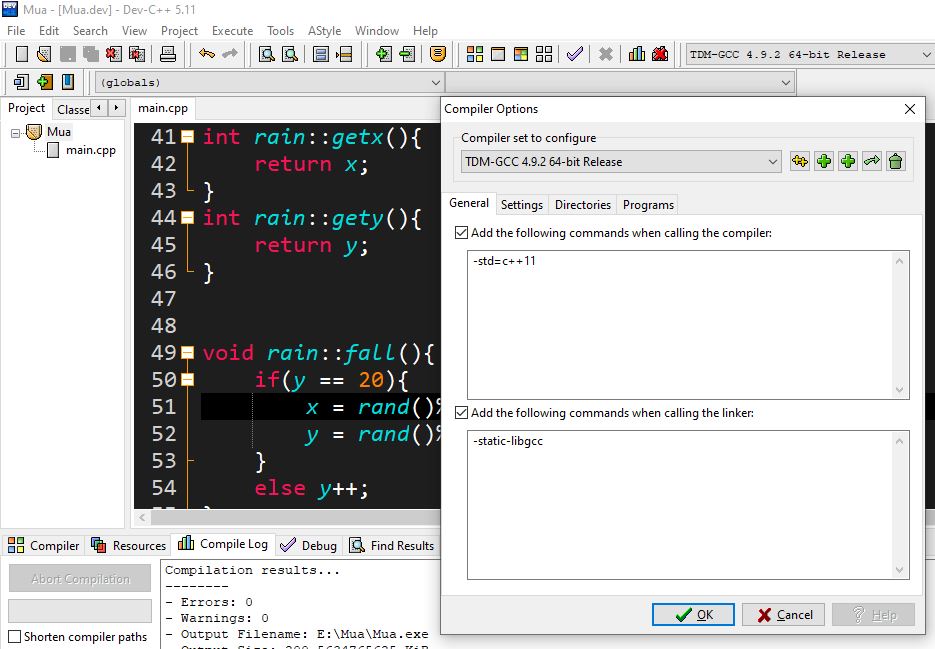 Mua - [Mua.dev] - Dev-C++ 5.11
File Edit Search View Project Execute Tools AStyle Window Help
TDM-GCC 4.9.2 64-bit Release
(globals)
Project Classe
Mua
main.cpp
main.cpp
41 int rain::getx(){
42 return x;
43 }
44 int rain::gety(){
45 return y;
46 }
47
48
49 void rain::fall(){
50 if(y == 20){
51 x = rand()%
52 y = rand()%
53 }
54 else y++;
Compiler Options
Compiler set to configure
TDM-GCC 4.9.2 64-bit Release
General Settings Directories Programs
Add the following commands when calling the compiler:
-std=c++11
Add the following commands when calling the linker:
-static-libgcc
OK Cancel Help
Compiler Resources Compile Log Debug Find Results
Abort Compilation
Shorten compiler paths
Compilation results...
--------
- Errors: 0
- Warnings: 0
- Output Filename: E:\Mua\Mua.exe